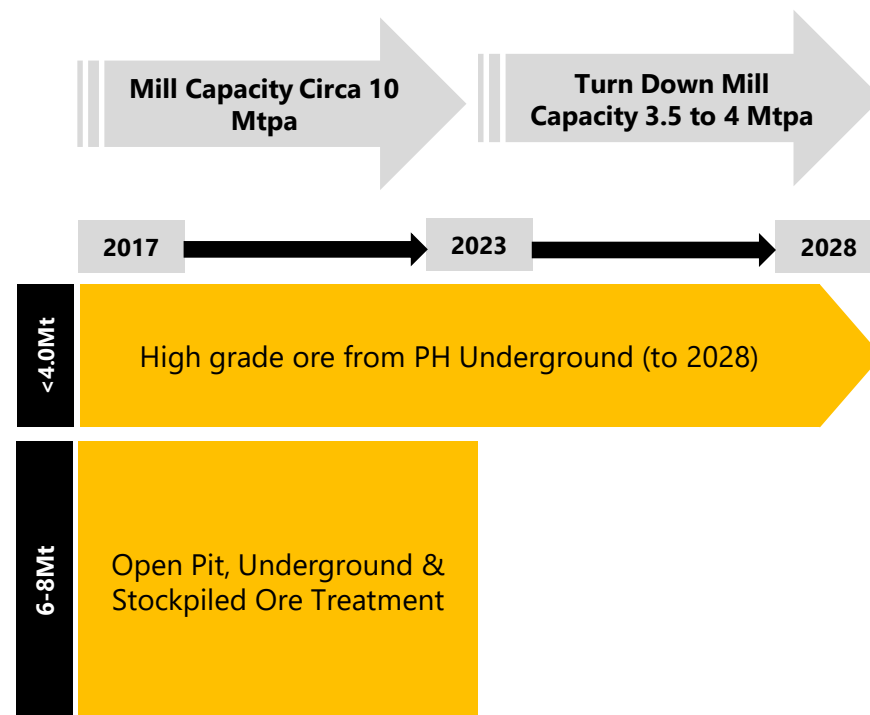 Mill Capacity Circa 10
Mtpa
Turn Down Mill
Capacity 3.5 to 4 Mtpa
2017
2023
2028
<4.0Mt
High grade ore from PH Underground (to 2028)
6-8Mt
Open Pit, Underground &
Stockpiled Ore Treatment